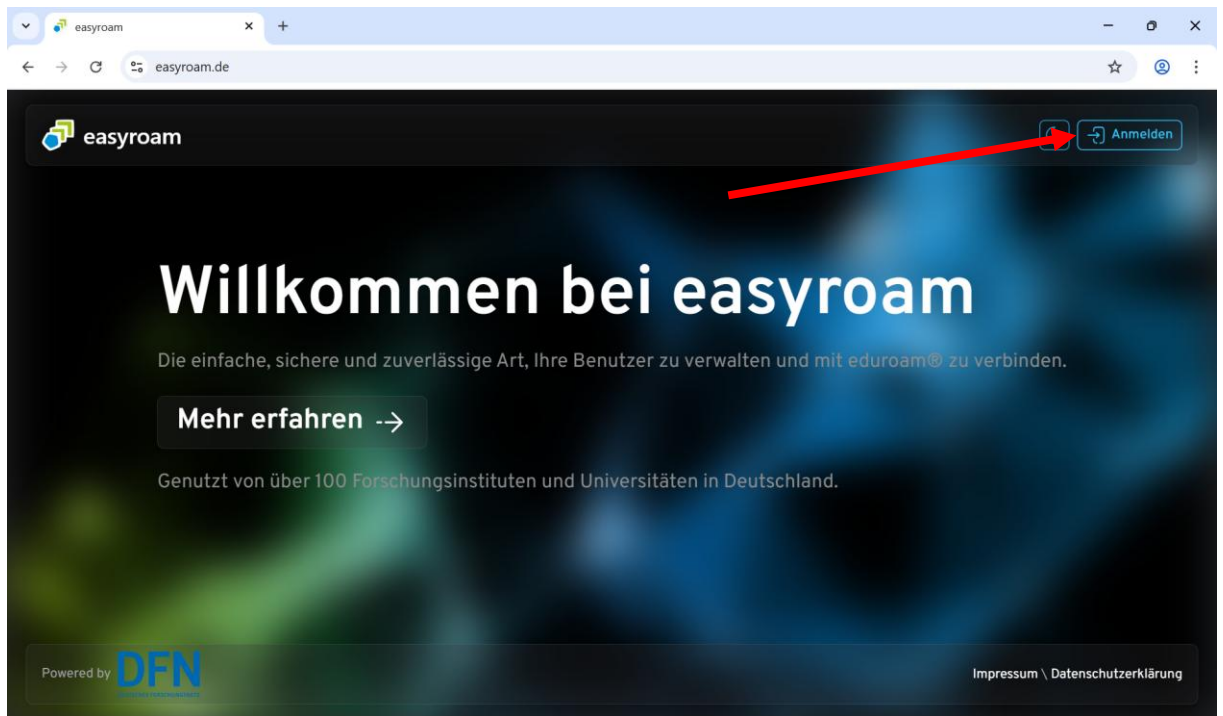 easyroam
easyroam.de
easyroam
Anmelden
Willkommen bei easyroam
Die einfache, sichere und zuverlässige Art, Ihre Benutzer zu verwalten und mit eduroam® zu verbinden.
Mehr erfahren -->
Genutzt von über 100 Forschungsinstituten und Universitäten in Deutschland.
Powered by DFN
Impressum \ Datenschutzerklärung